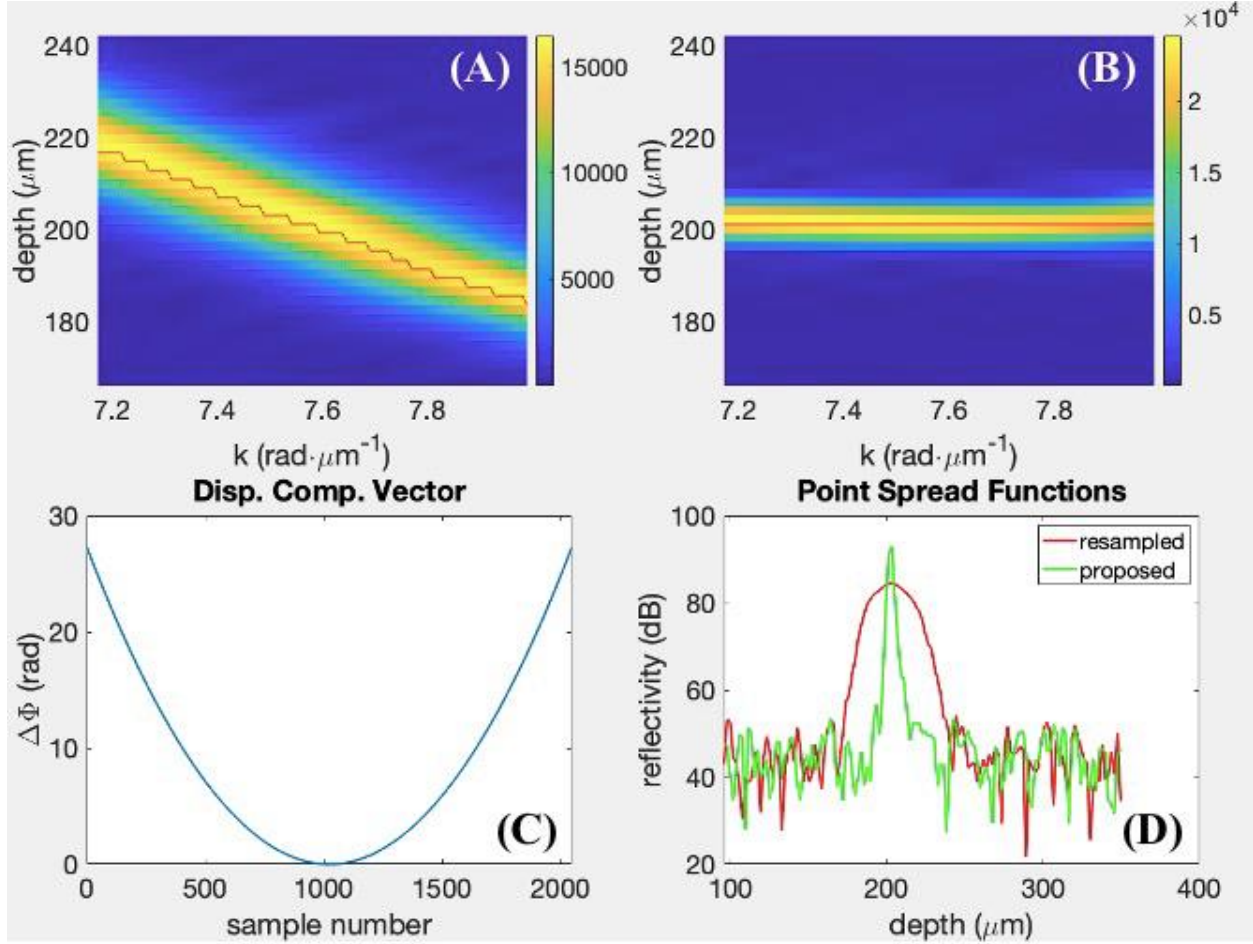 ×10⁴
240
220
200
180
depth (μm)
(A)
15000
10000
5000
7.2 7.4 7.6 7.8
k (rad·μm⁻¹)
240
220
200
180
depth (μm)
(B)
2
1.5
1
0.5
7.2 7.4 7.6 7.8
k (rad·μm⁻¹)
Disp. Comp. Vector
30
20
10
0
ΔΦ (rad)
(C)
0 500 1000 1500 2000
sample number
Point Spread Functions
100
80
60
40
20
reflectivity (dB)
resampled
proposed
(D)
100 200 300 400
depth (μm)